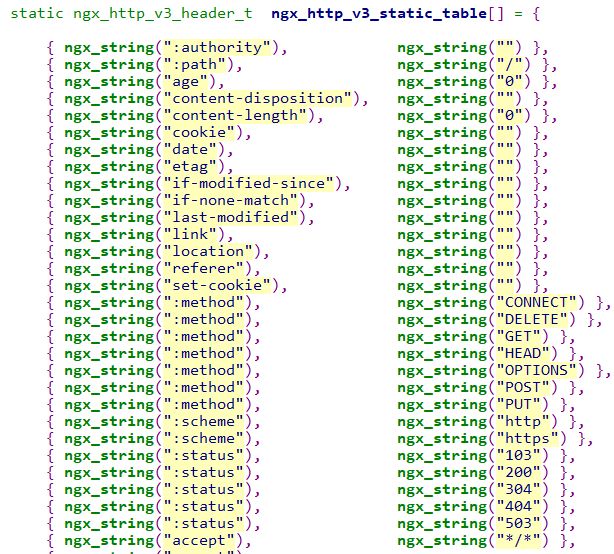 static ngx_http_v3_header_t  ngx_http_v3_static_table[] = {
{ ngx_string(":authority"), ngx_string("") },
{ ngx_string(":path"), ngx_string("/") },
{ ngx_string("age"), ngx_string("0") },
{ ngx_string("content-disposition"), ngx_string("") },
{ ngx_string("content-length"), ngx_string("0") },
{ ngx_string("cookie"), ngx_string("") },
{ ngx_string("date"), ngx_string("") },
{ ngx_string("etag"), ngx_string("") },
{ ngx_string("if-modified-since"), ngx_string("") },
{ ngx_string("if-none-match"), ngx_string("") },
{ ngx_string("last-modified"), ngx_string("") },
{ ngx_string("link"), ngx_string("") },
{ ngx_string("location"), ngx_string("") },
{ ngx_string("referer"), ngx_string("") },
{ ngx_string("set-cookie"), ngx_string("") },
{ ngx_string(":method"), ngx_string("CONNECT") },
{ ngx_string(":method"), ngx_string("DELETE") },
{ ngx_string(":method"), ngx_string("GET") },
{ ngx_string(":method"), ngx_string("HEAD") },
{ ngx_string(":method"), ngx_string("OPTIONS") },
{ ngx_string(":method"), ngx_string("POST") },
{ ngx_string(":method"), ngx_string("PUT") },
{ ngx_string(":scheme"), ngx_string("http") },
{ ngx_string(":scheme"), ngx_string("https") },
{ ngx_string(":status"), ngx_string("103") },
{ ngx_string(":status"), ngx_string("200") },
{ ngx_string(":status"), ngx_string("304") },
{ ngx_string(":status"), ngx_string("404") },
{ ngx_string(":status"), ngx_string("503") },
{ ngx_string("accept"), ngx_string("*/*") },